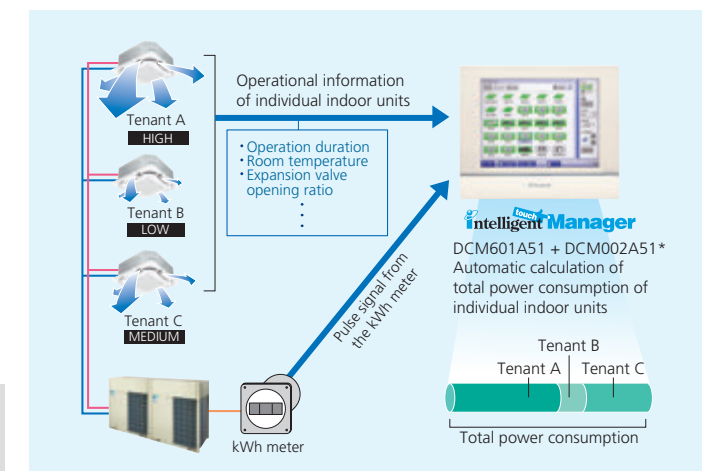 Operational information
of individual indoor units
Tenant A
HIGH
・Operation duration
・Room temperature
・Expansion valve
opening ratio
・
・
・
Tenant B
LOW
Tenant C
MEDIUM
Pulse signal from
the kWh meter
kWh meter
intelligent touch Manager
DCM601A51 + DCM002A51*
Automatic calculation of
total power consumption of
individual indoor units
Tenant B
Tenant A Tenant C
Total power consumption